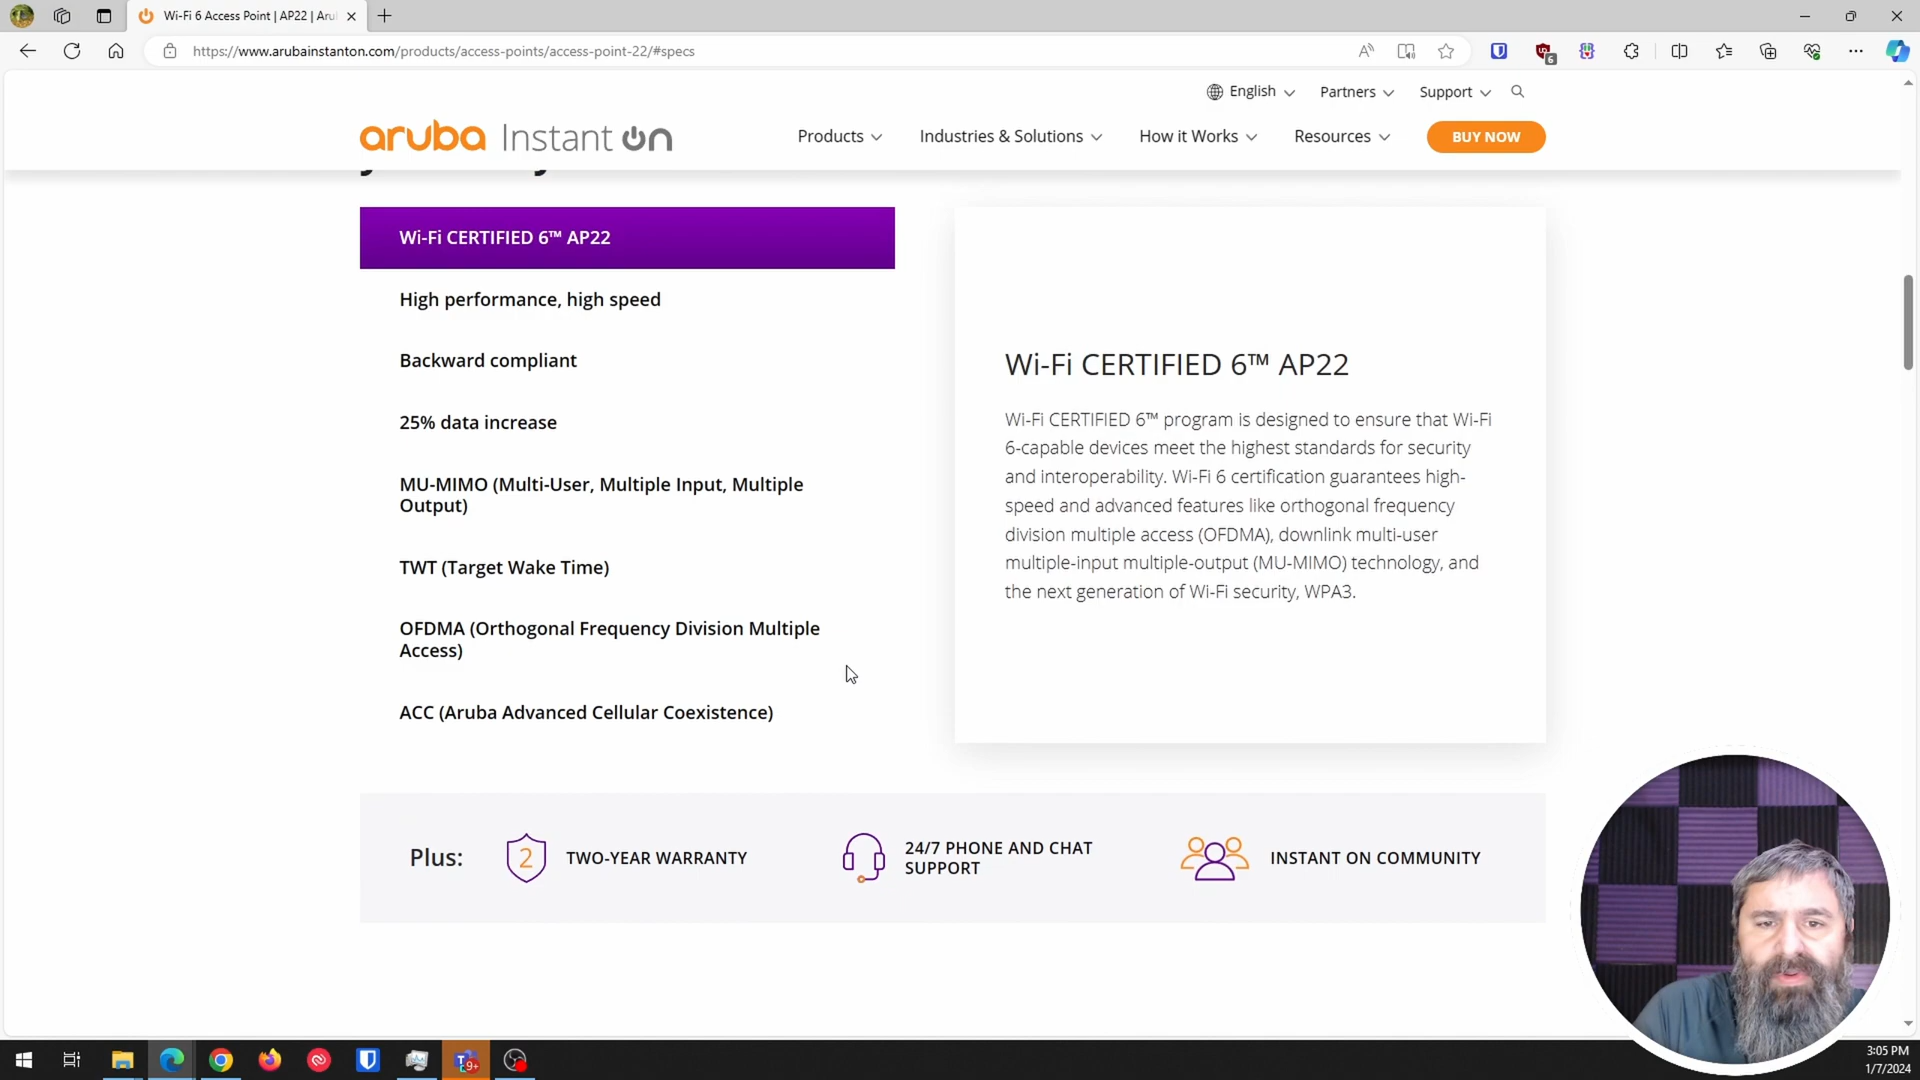 Wi-Fi 6 Access Point | AP22 | Aru
https://www.arubainstanton.com/products/access-points/access-point-22/#specs
6
English
Partners
Support
aruba Instant On
Products
Industries & Solutions
How it Works
Resources
BUY NOW
Wi-Fi CERTIFIED 6™ AP22
High performance, high speed
Backward compliant
25% data increase
MU-MIMO (Multi-User, Multiple Input, Multiple
Output)
TWT (Target Wake Time)
OFDMA (Orthogonal Frequency Division Multiple
Access)
ACC (Aruba Advanced Cellular Coexistence)
Wi-Fi CERTIFIED 6™ AP22
Wi-Fi CERTIFIED 6™ program is designed to ensure that Wi-Fi
6-capable devices meet the highest standards for security
and interoperability. Wi-Fi 6 certification guarantees high-
speed and advanced features like orthogonal frequency
division multiple access (OFDMA), downlink multi-user
multiple-input multiple-output (MU-MIMO) technology, and
the next generation of Wi-Fi security, WPA3.
Plus:
2
TWO-YEAR WARRANTY
24/7 PHONE AND CHAT
SUPPORT
INSTANT ON COMMUNITY
9+
3:05 PM
1/7/2024